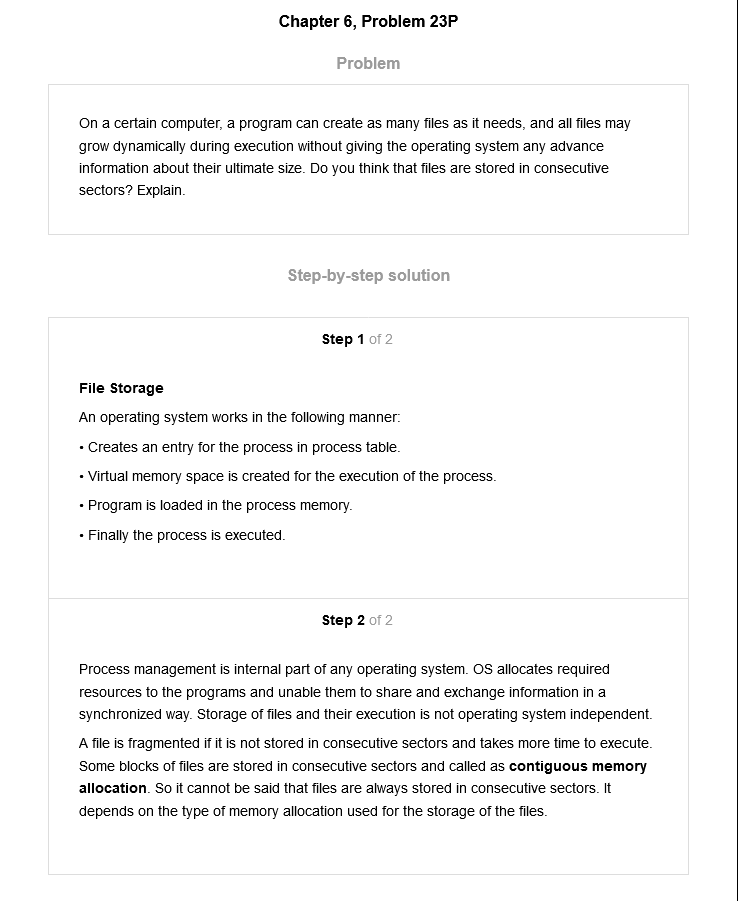 Chapter 6, Problem 23P
Problem
On a certain computer, a program can create as many files as it needs, and all files may
grow dynamically during execution without giving the operating system any advance
information about their ultimate size. Do you think that files are stored in consecutive
sectors? Explain.
Step-by-step solution
Step 1 of 2
File Storage
An operating system works in the following manner:
• Creates an entry for the process in process table.
• Virtual memory space is created for the execution of the process.
• Program is loaded in the process memory.
• Finally the process is executed.
Step 2 of 2
Process management is internal part of any operating system. OS allocates required
resources to the programs and unable them to share and exchange information in a
synchronized way. Storage of files and their execution is not operating system independent.
A file is fragmented if it is not stored in consecutive sectors and takes more time to execute.
Some blocks of files are stored in consecutive sectors and called as contiguous memory
allocation. So it cannot be said that files are always stored in consecutive sectors. It
depends on the type of memory allocation used for the storage of the files.